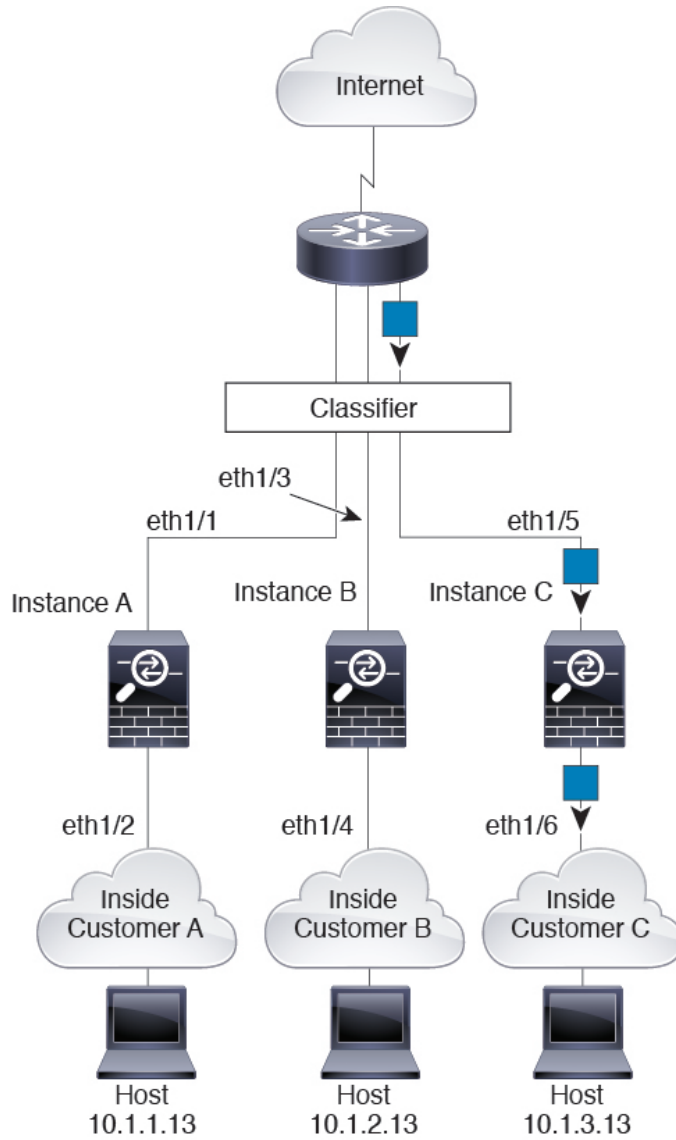 Internet
Classifier
eth1/3
eth1/1
eth1/5
Instance A
Instance B
Instance C
eth1/2
eth1/4
eth1/6
Inside
Customer A
Inside
Customer B
Inside
Customer C
Host
10.1.1.13
Host
10.1.2.13
Host
10.1.3.13